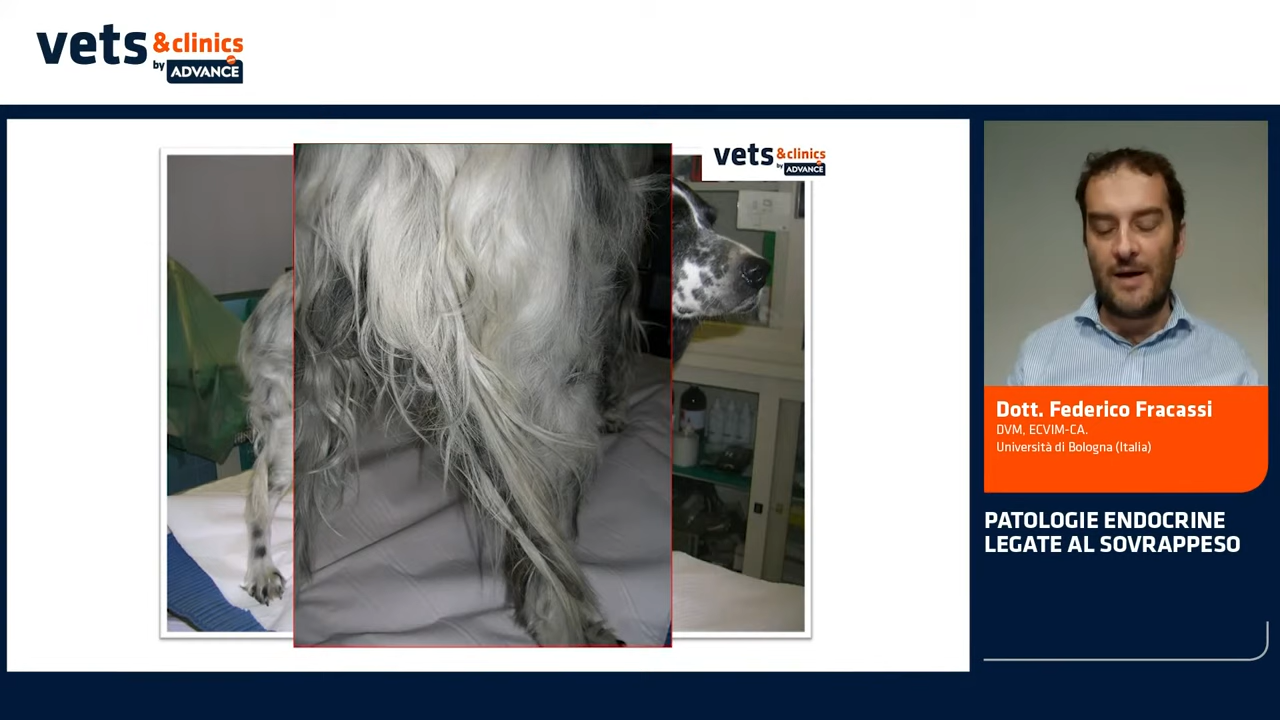 vets &clinics
by ADVANCE
vets &clinics
by ADVANCE
Dott. Federico Fracassi
DVM, ECVIM-CA.
Università di Bologna (Italia)
PATOLOGIE ENDOCRINE
LEGATE AL SOVRAPPESO